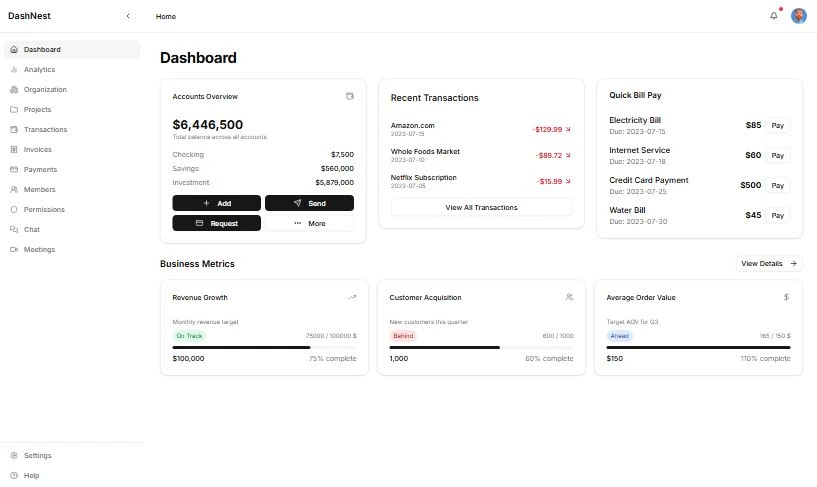 DashNest
Home
Dashboard
Analytics
Organization
Projects
Transactions
Invoices
Payments
Members
Permissions
Chat
Meetings
Settings
Help
Dashboard
Accounts Overview
$6,446,500
Total balance across all accounts
Checking $7,500
Savings $560,000
Investment $5,879,000
Add Send
Request More
Recent Transactions
Amazon.com
2023-07-15
-$129.99
Whole Foods Market
2023-07-10
-$89.72
Netflix Subscription
2023-07-05
-$15.99
View All Transactions
Quick Bill Pay
Electricity Bill
Due: 2023-07-15
$85 Pay
Internet Service
Due: 2023-07-18
$60 Pay
Credit Card Payment
Due: 2023-07-25
$500 Pay
Water Bill
Due: 2023-07-30
$45 Pay
Business Metrics
View Details
Revenue Growth
Monthly revenue target
On Track 75000 / 100000 $
$100,000 75% complete
Customer Acquisition
New customers this quarter
Behind 600 / 1000
1,000 60% complete
Average Order Value
Target AOV for Q3
Ahead 165 / 150 $
$150 110% complete